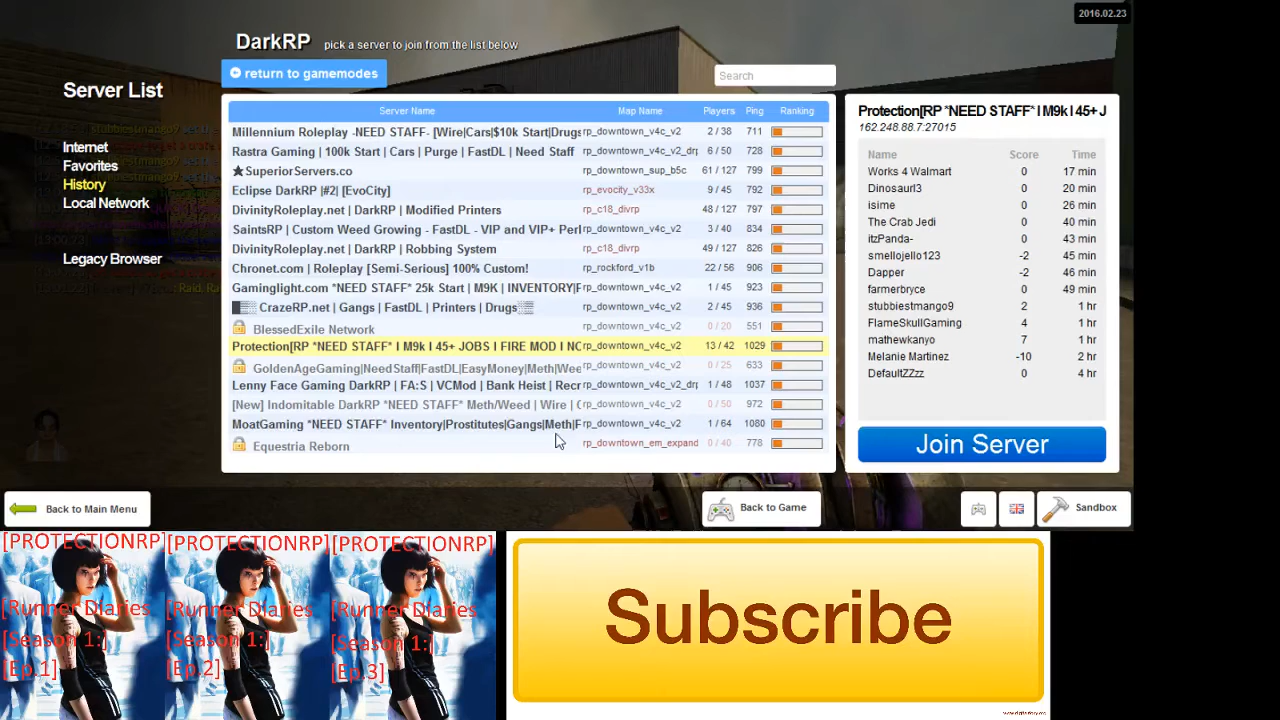 2016.02.23
DarkRP pick a server to join from the list below
return to gamemodes
Search
Server List
Internet
Favorites
History
Local Network
Legacy Browser
Server Name Map Name Players Ping Ranking
Millennium Roleplay -NEED STAFF- [Wire|Cars|$10k Start|Drugs rp_downtown_v4c_v2 2 / 38 711
Rastra Gaming | 100k Start | Cars | Purge | FastDL | Need Staff rp_downtown_v4c_v2_drp 6 / 50 728
★SuperiorServers.co rp_downtown_sup_b5c 61 / 127 799
Eclipse DarkRP |#2| [EvoCity] rp_evocity_v33x 9 / 45 792
DivinityRoleplay.net | DarkRP | Modified Printers rp_c18_divrp 48 / 127 797
SaintsRP | Custom Weed Growing - FULL - VIP and VIP+ Perl rp_downtown_v4c_v2 3 / 40 834
DivinityRoleplay.net | DarkRP | Robbing System rp_c18_divrp 49 / 127 826
Chronet.com | Roleplay [Semi-Serious] 100% Custom! rp_rockford_v1b 22 / 56 906
Gaminglight.com *NEED STAFF* 25k Start | M9K | INVENTORY|F rp_downtown_v4c_v2 1 / 45 923
█▓▒░ CrazeRP.net | Gangs | FastDL | Printers | Drugs░▒ rp_downtown_v4c_v2 2 / 45 936
BlessedExile Network rp_downtown_v4c_v2 0 / 20 551
Protection[RP *NEED STAFF* I M9k I 45+ JOBS I FIRE MOD I NC rp_downtown_v4c_v2 13 / 42 1029
GoldenAgeGaming|NeedStaff|FastDL|EasyMoney|Meth|Wee rp_downtown_v4c_v2 0 / 25 633
Lenny Face Gaming DarkRP | FA:S | VCMod | Bank Heist | Recr rp_downtown_v4c_v2_drp 1 / 48 1037
[New] Indomitable DarkRP *NEED STAFF* Meth/Weed | Wire | ( rp_downtown_v4c_v2 0 / 50 972
MoatGaming *NEED STAFF* Inventory|Prostitutes|Gangs|Meth|F rp_downtown_v4c_v2 1 / 64 1080
Equestria Reborn rp_downtown_em_expand 0 / 40 778
Protection[RP *NEED STAFF* I M9k I 45+ J
162.248.88.7:27015
Name Score Time
Works 4 Walmart 0 17 min
Dinosaurl3 0 20 min
isime 0 26 min
The Crab Jedi 0 40 min
itzPanda- 0 43 min
smellojello123 -2 45 min
Dapper -2 46 min
farmerbryce 0 49 min
stubbiestmango9 2 1 hr
FlameSkullGaming 4 1 hr
mathewkanyo 7 1 hr
Melanie Martinez -10 2 hr
DefaultZZzz 0 4 hr
Join Server
Back to Main Menu
Back to Game
Sandbox
[PROTECTIONRP] [PROTECTIONRP] [PROTECTIONRP]
[Runner Diaries [Runner Diaries [Runner Diaries
[Season 1:] [Season 1:] [Season 1:]
[Ep.1] [Ep.2] [Ep.3]
Subscribe